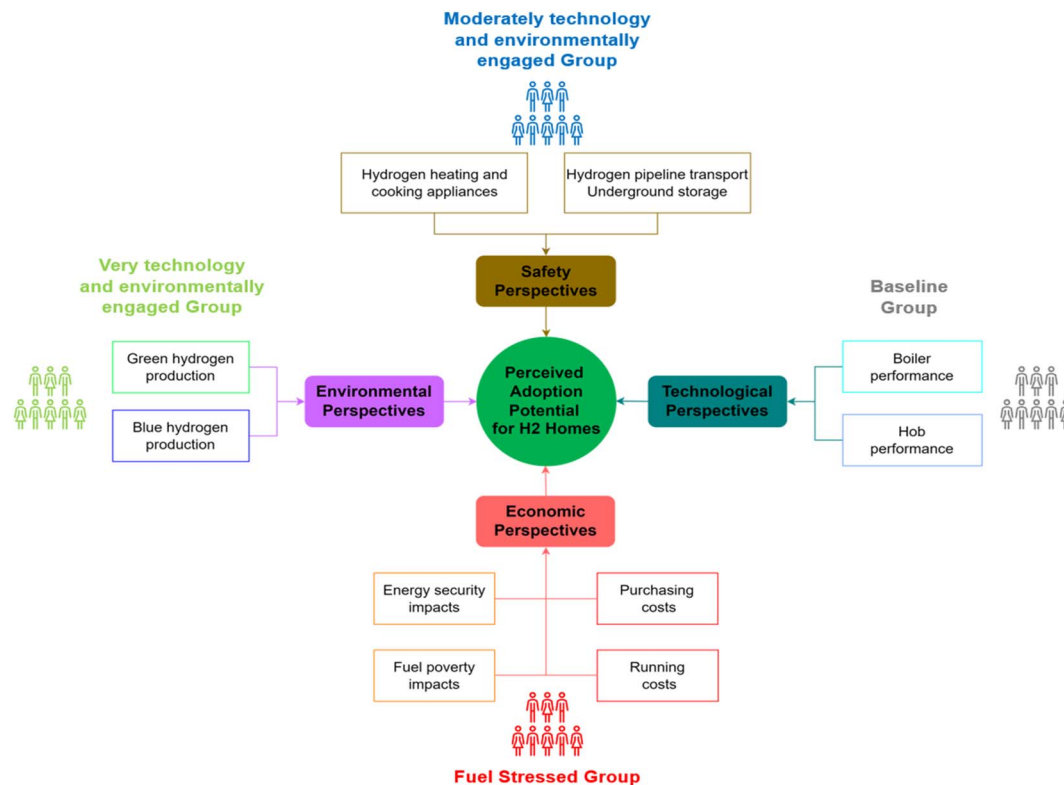 Moderately technology
and environmentally
engaged Group
Hydrogen heating and
cooking appliances
Hydrogen pipeline transport
Underground storage
Safety
Perspectives
Very technology
and environmentally
engaged Group
Baseline
Group
Green hydrogen
production
Blue hydrogen
production
Environmental
Perspectives
Perceived
Adoption
Potential
for H2 Homes
Technological
Perspectives
Boiler
performance
Hob
performance
Economic
Perspectives
Energy security
impacts
Purchasing
costs
Fuel poverty
impacts
Running
costs
Fuel Stressed Group